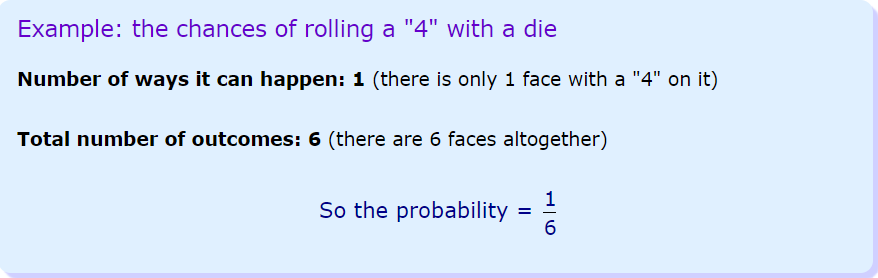 Example: the chances of rolling a "4" with a die
Number of ways it can happen: 1 (there is only 1 face with a "4" on it)
Total number of outcomes: 6 (there are 6 faces altogether)
So the probability = 1/6